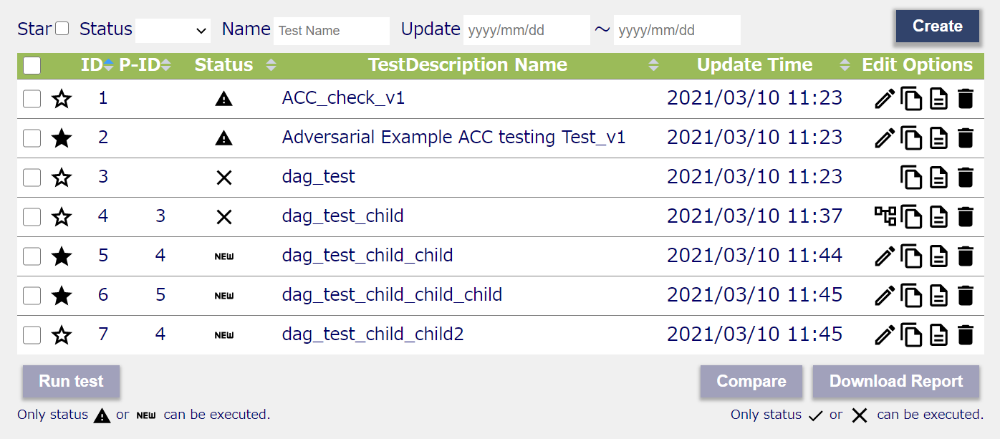 Star Status Name Test Name Update yyyy/mm/dd ～ yyyy/mm/dd Create
ID P-ID Status TestDescription Name Update Time Edit Options
1 ACC_check_v1 2021/03/10 11:23
2 Adversarial Example ACC testing Test_v1 2021/03/10 11:23
3 dag_test 2021/03/10 11:23
4 3 dag_test_child 2021/03/10 11:37
5 4 NEW dag_test_child_child 2021/03/10 11:44
6 5 NEW dag_test_child_child_child 2021/03/10 11:45
7 4 NEW dag_test_child_child2 2021/03/10 11:45
Run test Compare Download Report
Only status or NEW can be executed. Only status or can be executed.